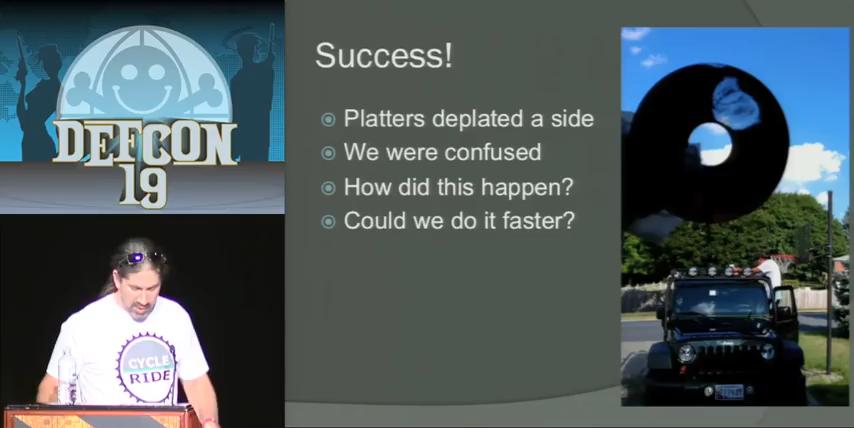 DEFCON
19
CYCLE
RIDE
Success!
Platters deplated a side
We were confused
How did this happen?
Could we do it faster?